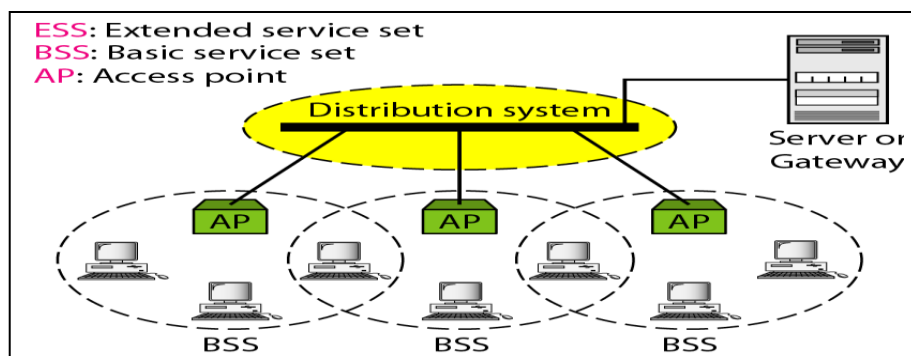 ESS: Extended service set
BSS: Basic service set
AP: Access point
Distribution system
Server or
Gateway
AP
AP
AP
BSS
BSS
BSS